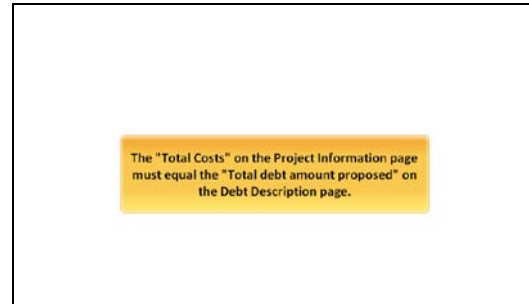 The "Total Costs" on the Project Information page
must equal the "Total debt amount proposed" on
the Debt Description page.